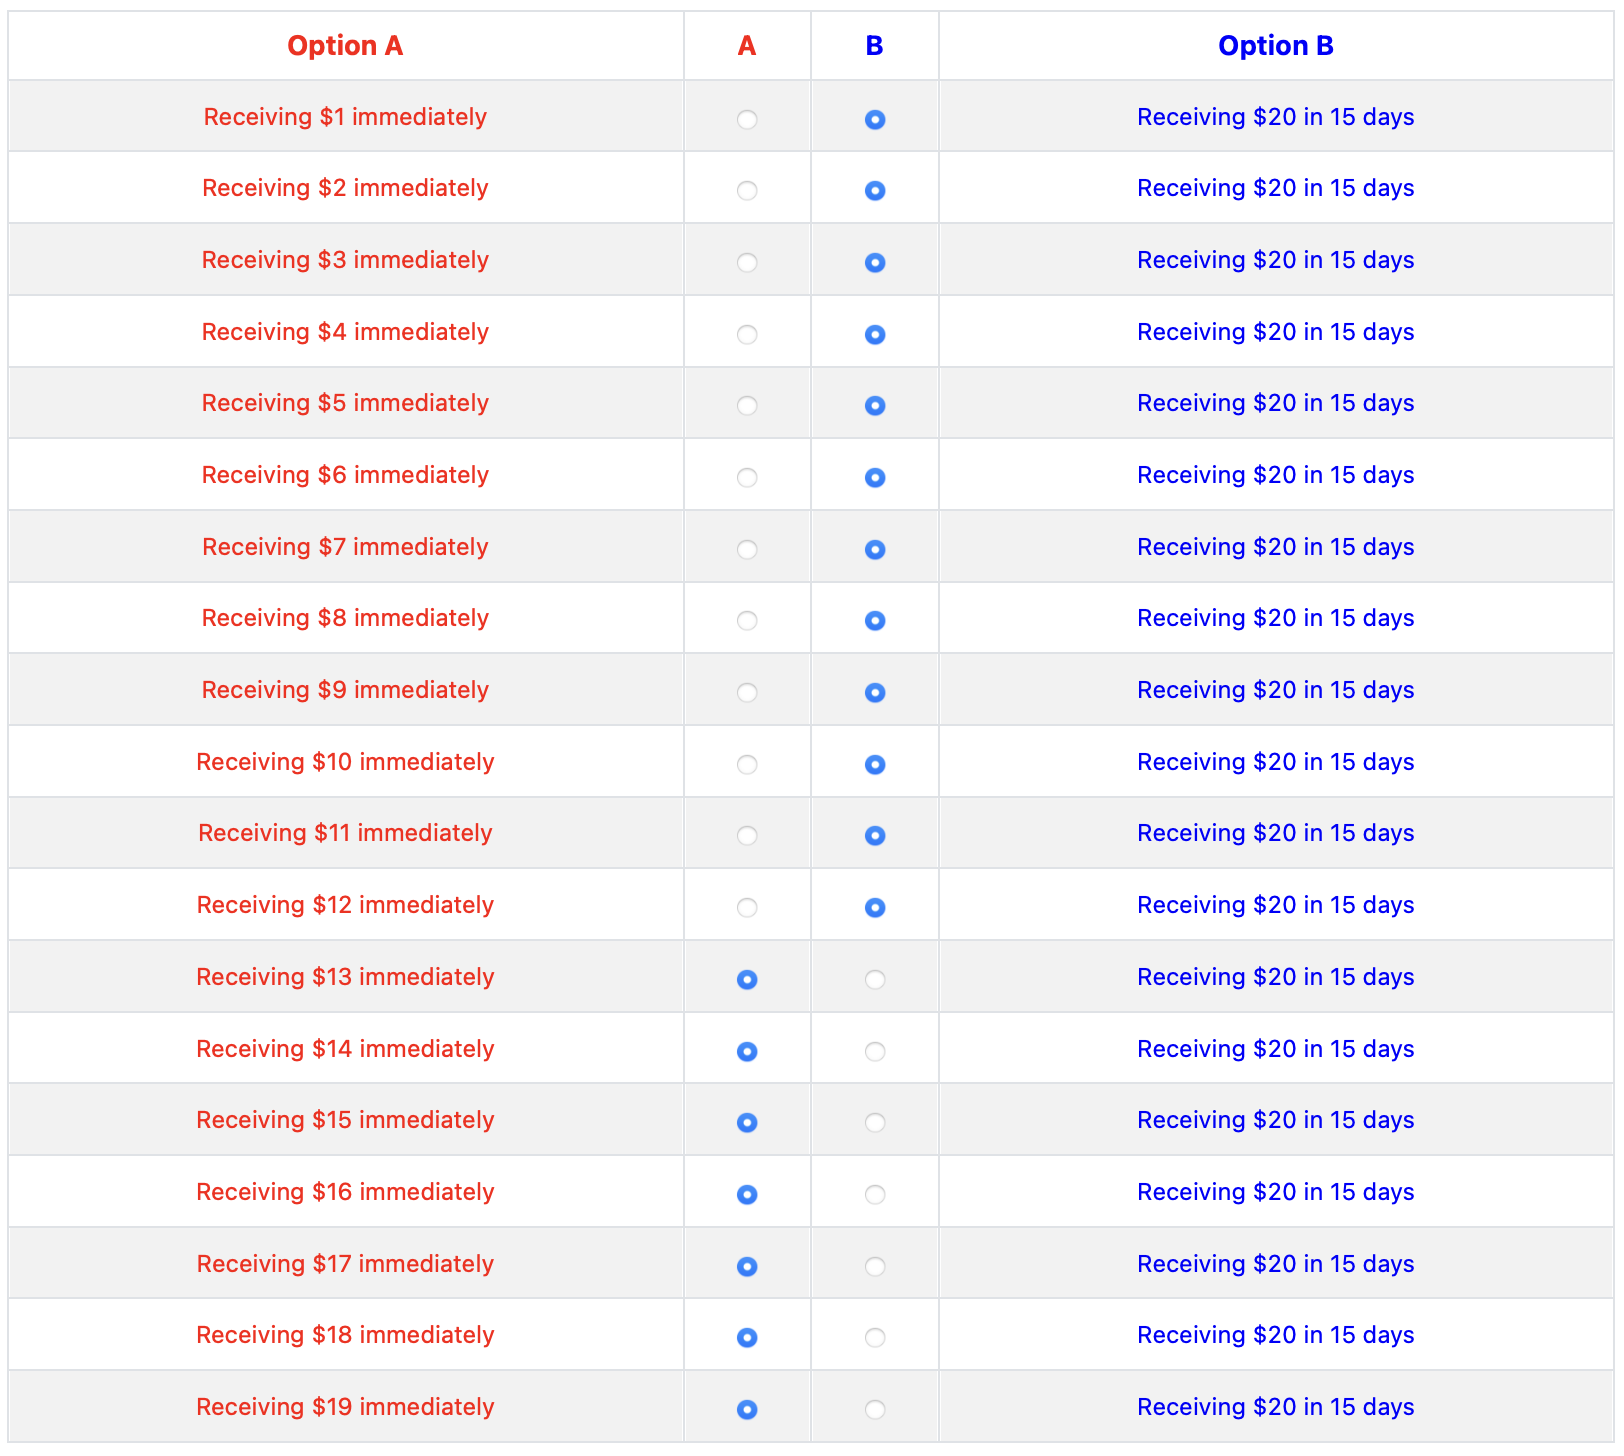 Option A A B Option B
Receiving $1 immediately Receiving $20 in 15 days
Receiving $2 immediately Receiving $20 in 15 days
Receiving $3 immediately Receiving $20 in 15 days
Receiving $4 immediately Receiving $20 in 15 days
Receiving $5 immediately Receiving $20 in 15 days
Receiving $6 immediately Receiving $20 in 15 days
Receiving $7 immediately Receiving $20 in 15 days
Receiving $8 immediately Receiving $20 in 15 days
Receiving $9 immediately Receiving $20 in 15 days
Receiving $10 immediately Receiving $20 in 15 days
Receiving $11 immediately Receiving $20 in 15 days
Receiving $12 immediately Receiving $20 in 15 days
Receiving $13 immediately Receiving $20 in 15 days
Receiving $14 immediately Receiving $20 in 15 days
Receiving $15 immediately Receiving $20 in 15 days
Receiving $16 immediately Receiving $20 in 15 days
Receiving $17 immediately Receiving $20 in 15 days
Receiving $18 immediately Receiving $20 in 15 days
Receiving $19 immediately Receiving $20 in 15 days